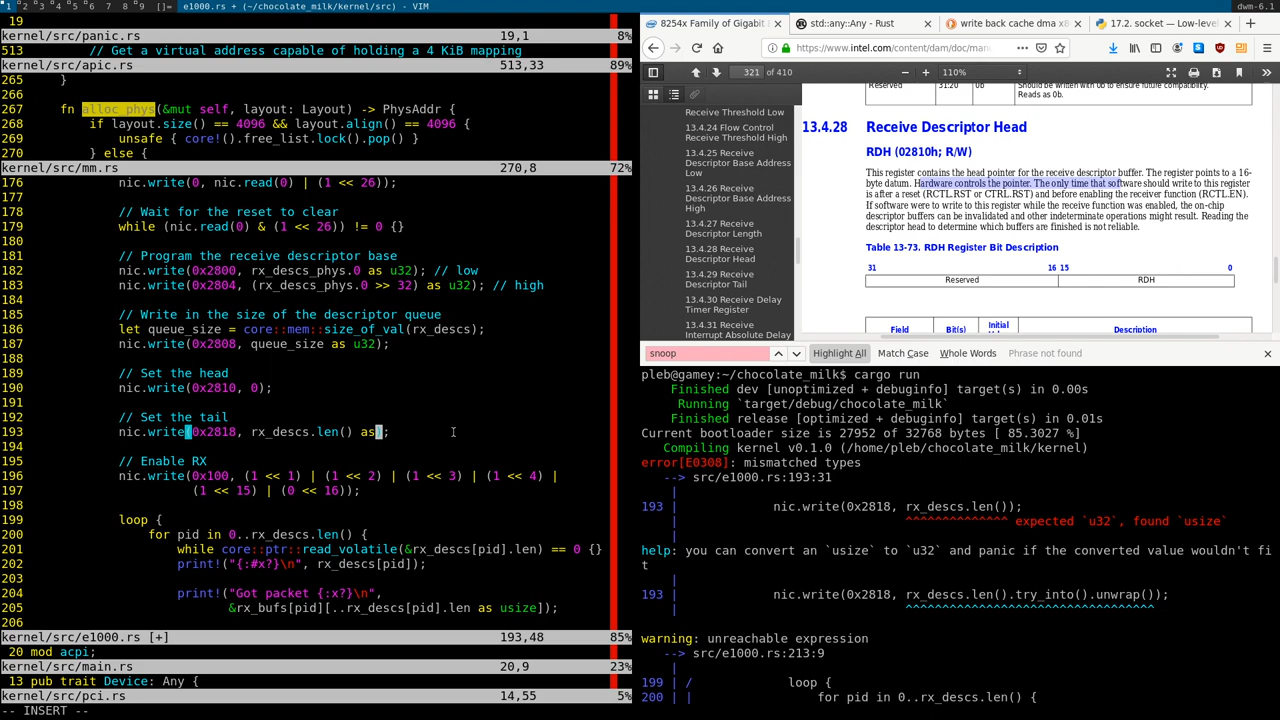 1 2 3 4 5 6 7 8 9 []= e1000.rs + (~/chocolate_milk/kernel/src) - VIM
dwm-6.1
19
kernel/src/panic.rs 19,1 8%
513 // Get a virtual address capable of holding a 4 KiB mapping
kernel/src/apic.rs 513,33 89%
265 }
266
267 fn alloc_phys(&mut self, layout: Layout) -> PhysAddr {
268 if layout.size() == 4096 && layout.align() == 4096 {
269 unsafe { core!().free_list.lock().pop() }
270 } else {
kernel/src/mm.rs 270,8 72%
176 nic.write(0, nic.read(0) | (1 << 26));
177
178 // Wait for the reset to clear
179 while (nic.read(0) & (1 << 26)) != 0 {}
180
181 // Program the receive descriptor base
182 nic.write(0x2800, rx_descs_phys.0 as u32); // low
183 nic.write(0x2804, (rx_descs_phys.0 >> 32) as u32); // high
184
185 // Write in the size of the descriptor queue
186 let queue_size = core::mem::size_of_val(rx_descs);
187 nic.write(0x2808, queue_size as u32);
188
189 // Set the head
190 nic.write(0x2810, 0);
191
192 // Set the tail
193 nic.write(0x2818, rx_descs.len() as);
194
195 // Enable RX
196 nic.write(0x100, (1 << 1) | (1 << 2) | (1 << 3) | (1 << 4) |
197 (1 << 15) | (0 << 16));
198
199 loop {
200 for pid in 0..rx_descs.len() {
201 while core::ptr::read_volatile(&rx_descs[pid].len) == 0 {}
202 print!("{:#x?}\n", rx_descs[pid]);
203
204 print!("Got packet {:x?}\n",
205 &rx_bufs[pid][..rx_descs[pid].len as usize]);
206
kernel/src/e1000.rs [+] 193,48 85%
20 mod acpi;
kernel/src/main.rs 20,9 23%
13 pub trait Device: Any {
kernel/src/pci.rs 14,55 5%
-- INSERT --
8254x Family of Gigabit
std::any::Any - Rust
write back cache dma x8
17.2. socket — Low-level
https://www.intel.com/content/dam/doc/man
321 of 410
110%
Receive Threshold Low
13.4.24 Flow Control
Receive Threshold High
13.4.25 Receive
Descriptor Base Address
Low
13.4.26 Receive
Descriptor Base Address
High
13.4.27 Receive
Descriptor Length
13.4.28 Receive
Descriptor Head
13.4.29 Receive
Descriptor Tail
13.4.30 Receive Delay
Timer Register
13.4.31 Receive
Interrupt Absolute Delay
Reserved 31:20 0b Should be written with 0b to ensure future compatibility.
Reads as 0b.
13.4.28 Receive Descriptor Head
RDH (02810h; R/W)
This register contains the head pointer for the receive descriptor buffer. The register points to a 16-
byte datum. Hardware controls the pointer. The only time that software should write to this register
is after a reset (RCTL.RST or CTRL.RST) and before enabling the receiver function (RCTL.EN).
If software were to write to this register while the receive function was enabled, the on-chip
descriptor buffers can be invalidated and other indeterminate operations might result. Reading the
descriptor head to determine which buffers are finished is not reliable.
Table 13-73. RDH Register Bit Description
31 16 15 0
Reserved RDH
Field Bit(s) Initial Description
snoop Highlight All Match Case Whole Words Phrase not found
pleb@gamey:~/chocolate_milk$ cargo run
Finished dev [unoptimized + debuginfo] target(s) in 0.00s
Running `target/debug/chocolate_milk`
Finished release [optimized + debuginfo] target(s) in 0.01s
Current bootloader size is 27952 of 32768 bytes [ 85.3027 %]
Compiling kernel v0.1.0 (/home/pleb/chocolate_milk/kernel)
error[E0308]: mismatched types
--> src/e1000.rs:193:31
|
193 | nic.write(0x2818, rx_descs.len());
| ^^^^^^^^^^^^^^ expected `u32`, found `usize`
|
help: you can convert an `usize` to `u32` and panic if the converted value wouldn't fi
t
|
193 | nic.write(0x2818, rx_descs.len().try_into().unwrap());
| ^^^^^^^^^^^^^^^^^^^^^^^^^^^^^^^^^^^
warning: unreachable expression
--> src/e1000.rs:213:9
|
199 | / loop {
200 | | for pid in 0..rx_descs.len() {